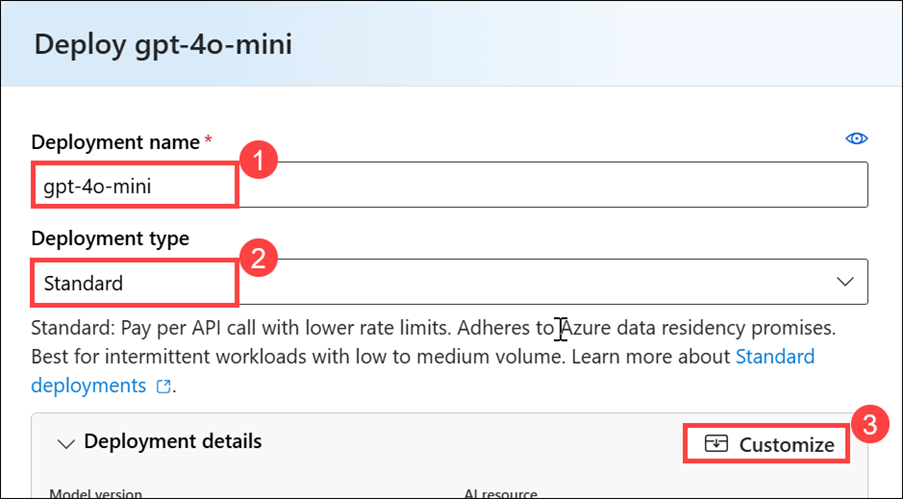 Deploy gpt-4o-mini
Deployment name *
1
gpt-4o-mini
Deployment type
2
Standard
Standard: Pay per API call with lower rate limits. Adheres to Azure data residency promises.
Best for intermittent workloads with low to medium volume. Learn more about Standard
deployments.
3
Deployment details
Customize
Model version
AI resource